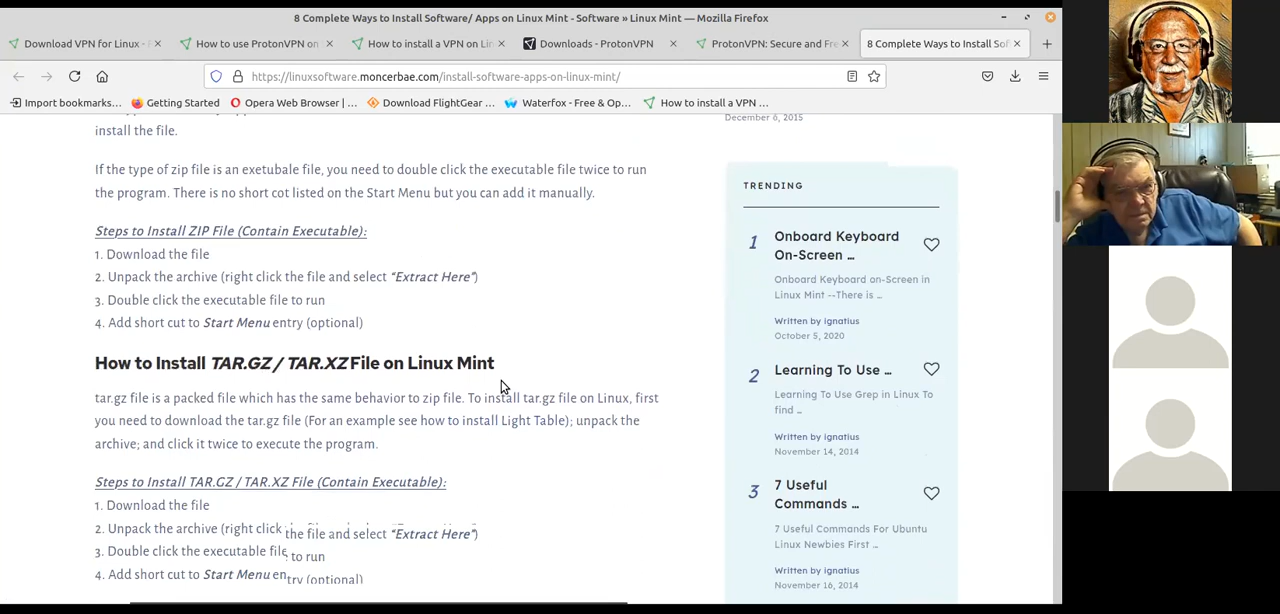 8 Complete Ways to Install Software/ Apps on Linux Mint - Software » Linux Mint — Mozilla Firefox
Download VPN for Linux -
How to use ProtonVPN on
How to install a VPN on Lin
Downloads - ProtonVPN
ProtonVPN: Secure and Fre
8 Complete Ways to Install Sof
https://linuxsoftware.moncerbae.com/install-software-apps-on-linux-mint/
Import bookmarks...
Getting Started
Opera Web Browser | ...
Download FlightGear ...
Waterfox - Free & Op...
How to install a VPN ...
install the file.
If the type of zip file is an exetubale file, you need to double click the executable file twice to run
the program. There is no short cot listed on the Start Menu but you can add it manually.
Steps to Install ZIP File (Contain Executable):
1. Download the file
2. Unpack the archive (right click the file and select “Extract Here”)
3. Double click the executable file to run
4. Add short cut to Start Menu entry (optional)
How to Install TAR.GZ / TAR.XZ File on Linux Mint
tar.gz file is a packed file which has the same behavior to zip file. To install tar.gz file on Linux, first
you need to download the tar.gz file (For an example see how to install Light Table); unpack the
archive; and click it twice to execute the program.
Steps to Install TAR.GZ / TAR.XZ File (Contain Executable):
1. Download the file
2. Unpack the archive (right click the file and select “Extract Here”)
3. Double click the executable file to run
4. Add short cut to Start Menu entry (optional)
December 6, 2015
TRENDING
1
Onboard Keyboard
On-Screen ...
Onboard Keyboard on-Screen in
Linux Mint --There is ...
Written by ignatius
October 5, 2020
2
Learning To Use ...
Learning To Use Grep in Linux To
find ...
Written by ignatius
November 14, 2014
3
7 Useful
Commands ...
7 Useful Commands For Ubuntu
Linux Newbies First ...
Written by ignatius
November 16, 2014